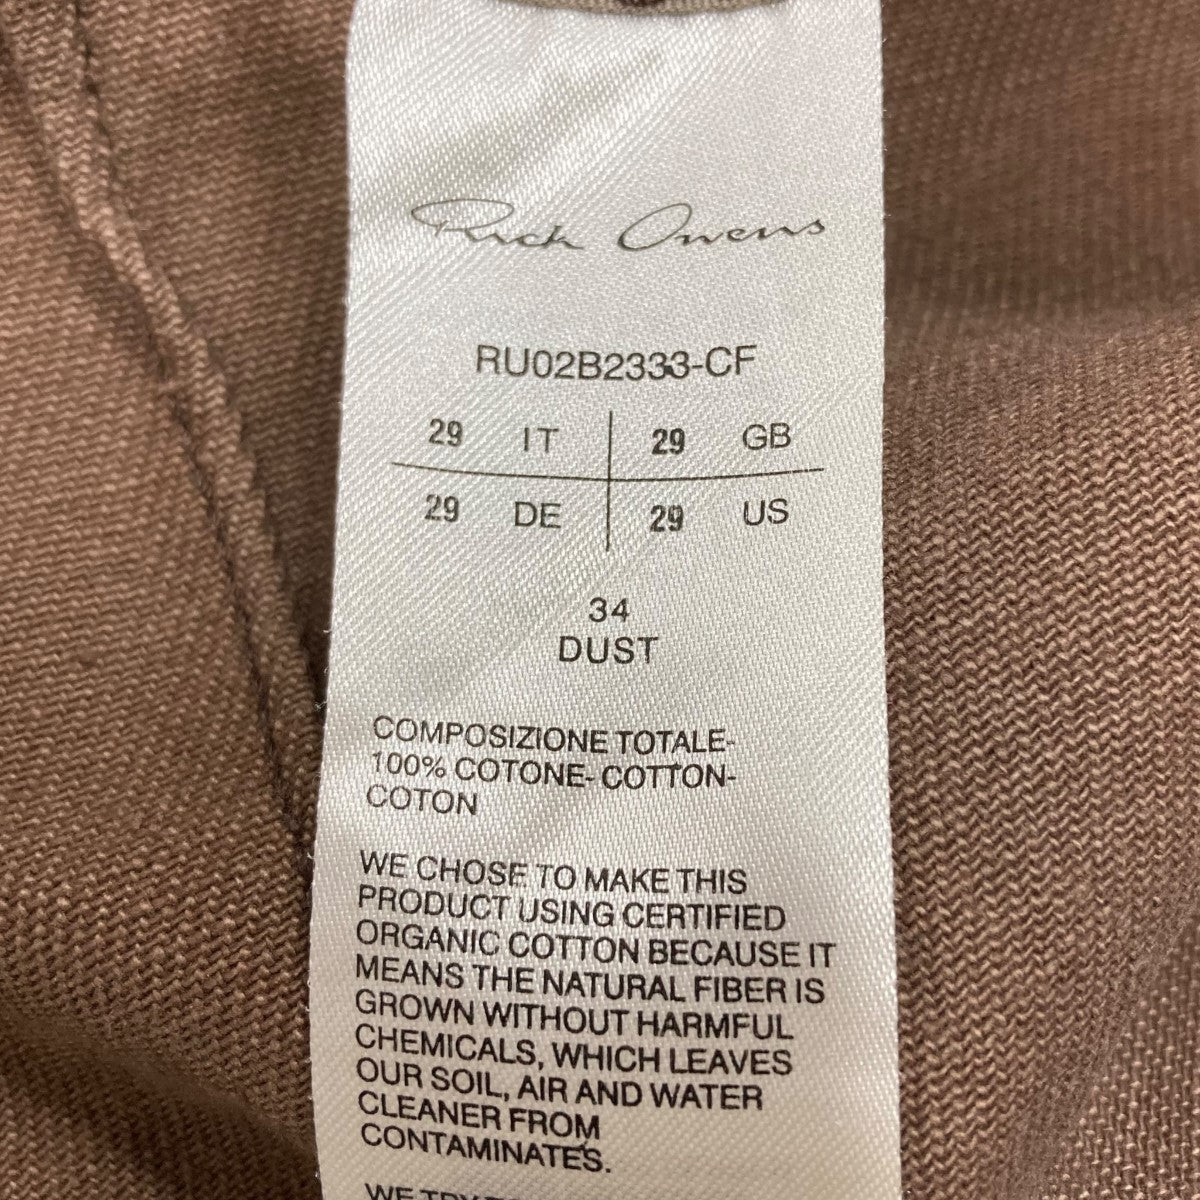 Rick Owens
RU02B2333-CF
29 IT 29 GB
29 DE 29 US
34
DUST
COMPOSIZIONE TOTALE-
100% COTONE- COTTON-
COTON
WE CHOSE TO MAKE THIS
PRODUCT USING CERTIFIED
ORGANIC COTTON BECAUSE IT
MEANS THE NATURAL FIBER IS
GROWN WITHOUT HARMFUL
CHEMICALS, WHICH LEAVES
OUR SOIL, AIR AND WATER
CLEANER FROM
CONTAMINATES.
WE TRY